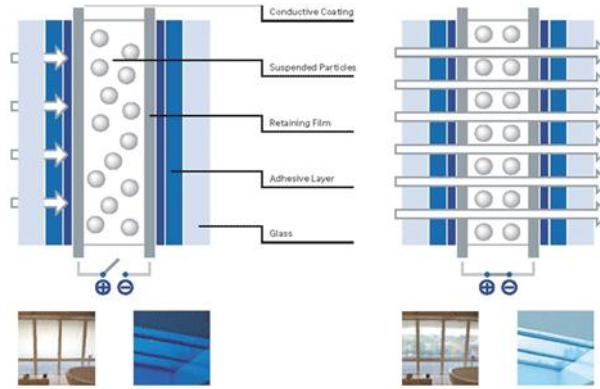 Conductive Coating
Suspended Particles
Retaining Film
Adhesive Layer
Glass